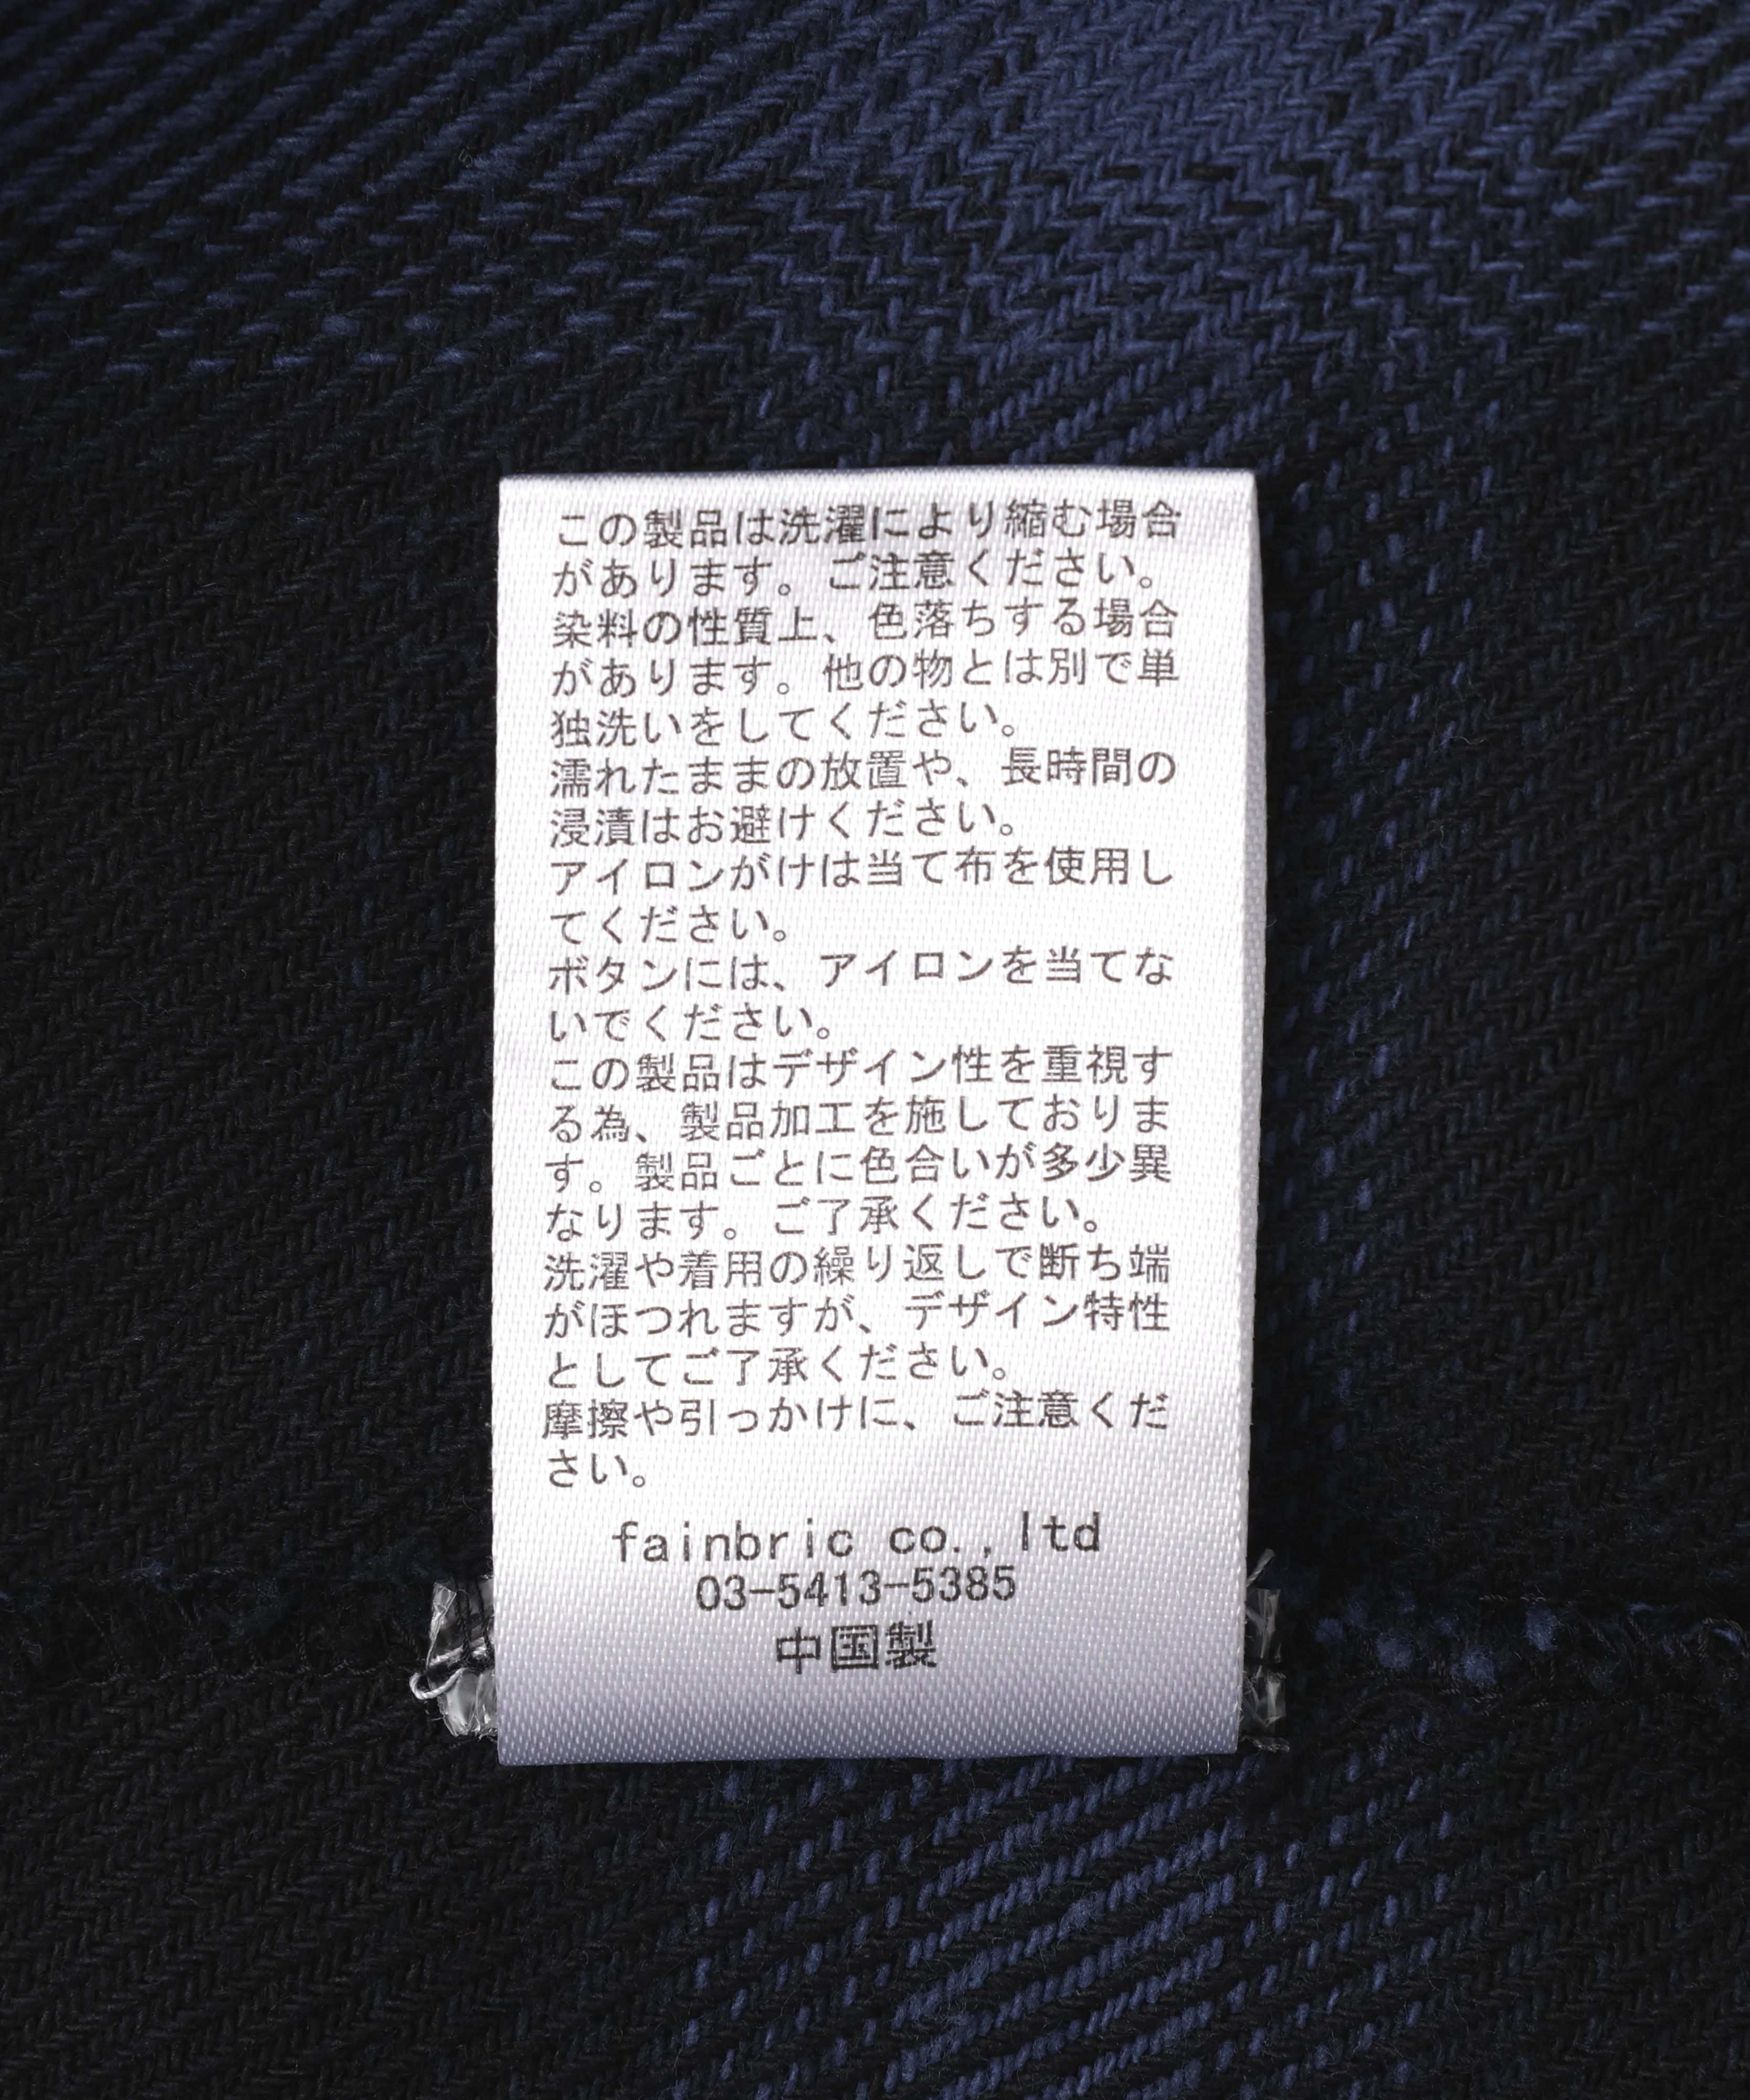 この製品は洗濯により縮む場合
があります。ご注意ください。
染料の性質上、色落ちする場合
があります。他の物とは別で単
独洗いをしてください。
濡れたままの放置や、長時間の
浸漬はお避けください。
アイロンがけは当て布を使用し
てください。
ボタンには、アイロンを当てな
いでください。
この製品はデザイン性を重視す
る為、製品加工を施しておりま
す。製品ごとに色合いが多少異
なります。ご了承ください。
洗濯や着用の繰り返しで断ち端
がほつれますが、デザイン特性
としてご了承ください。
摩擦や引っかけに、ご注意くだ
さい。
fainbric co.,ltd
03-5413-5385
中国製